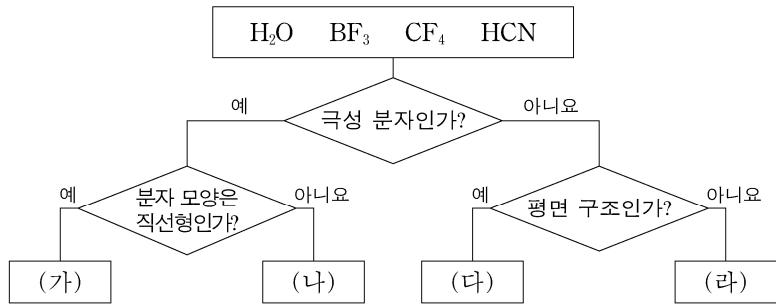 H₂O BF₃ CF₄ HCN
예 극성 분자인가? 아니요
예 분자 모양은 직선형인가? 아니요 예 평면 구조인가? 아니요
(가) (나) (다) (라)